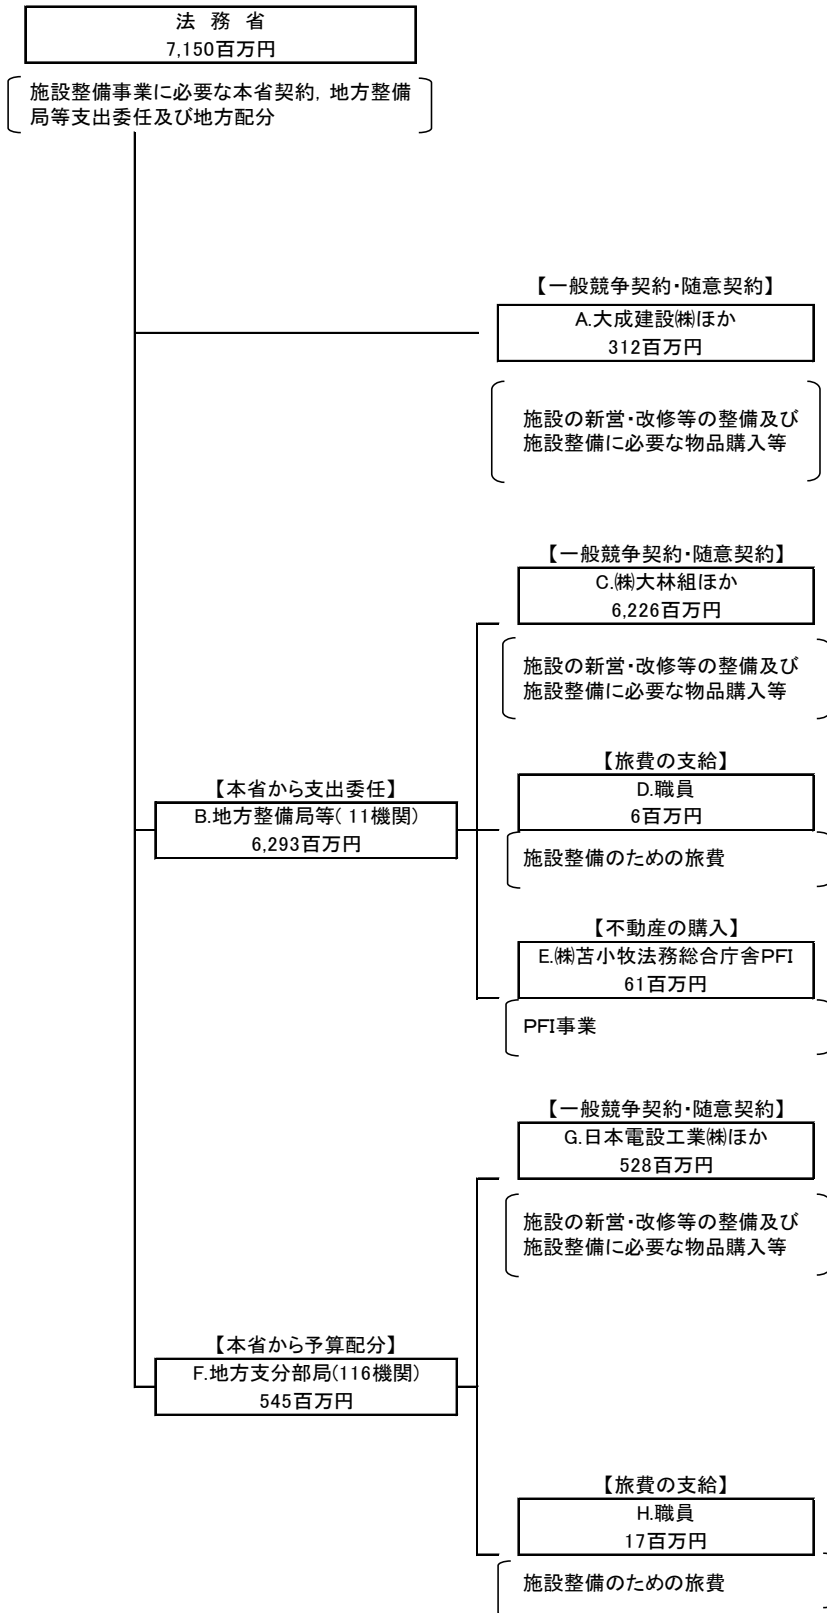 法　務　省
7,150百万円
施設整備事業に必要な本省契約，地方整備
局等支出委任及び地方配分
【一般競争契約・随意契約】
A.大成建設㈱ほか
312百万円
施設の新営・改修等の整備及び
施設整備に必要な物品購入等
【一般競争契約・随意契約】
C.㈱大林組ほか
6,226百万円
施設の新営・改修等の整備及び
施設整備に必要な物品購入等
【旅費の支給】
D.職員
6百万円
施設整備のための旅費
【本省から支出委任】
B.地方整備局等( 11機関)
6,293百万円
【不動産の購入】
E.㈱苫小牧法務総合庁舎PFI
61百万円
PFI事業
【一般競争契約・随意契約】
G.日本電設工業㈱ほか
528百万円
施設の新営・改修等の整備及び
施設整備に必要な物品購入等
【本省から予算配分】
F.地方支分部局(116機関)
545百万円
【旅費の支給】
H.職員
17百万円
施設整備のための旅費